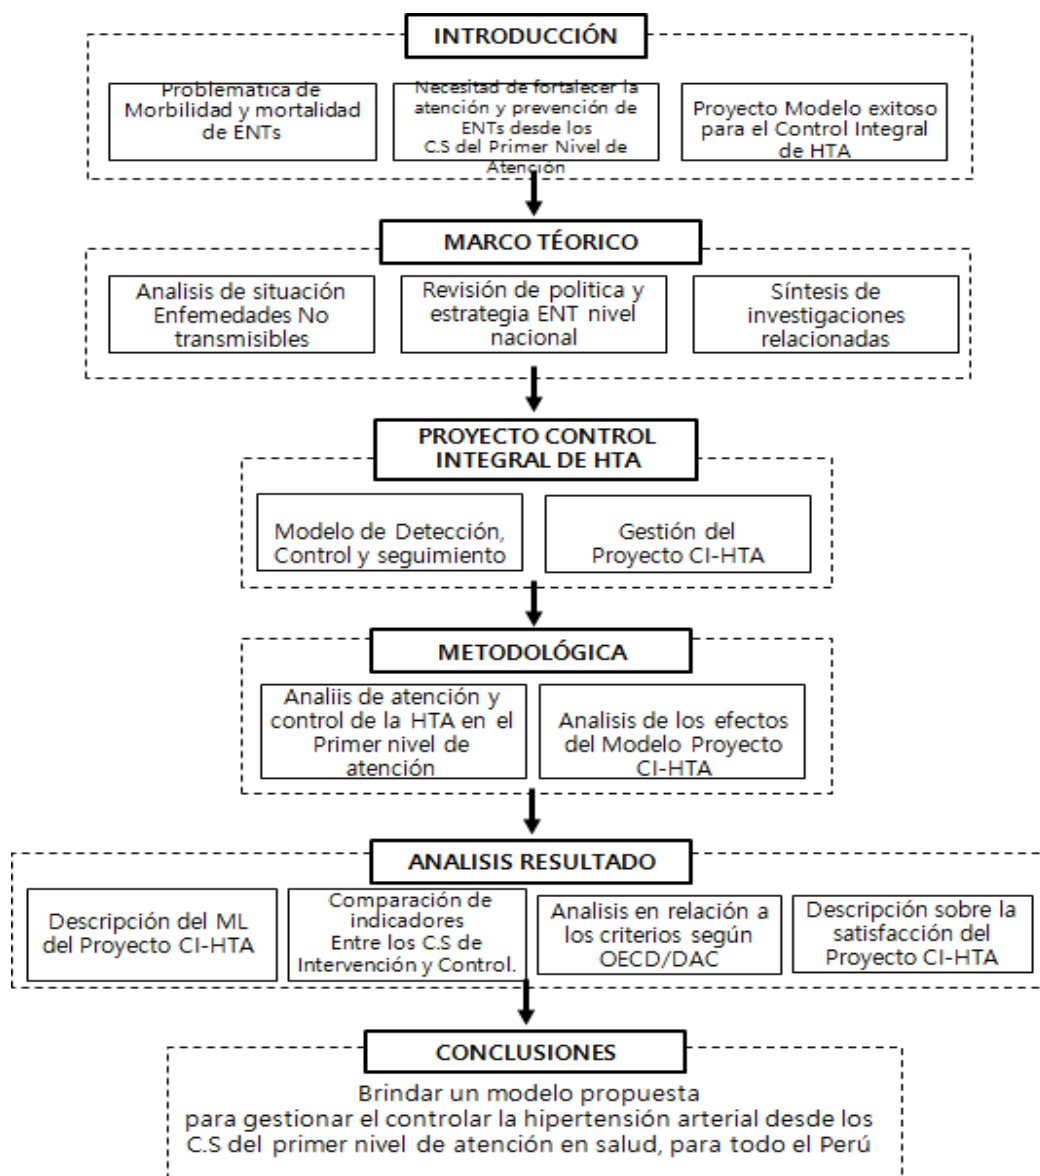 INTRODUCCIÓN
Problemática de
Morbilidad y mortalidad
de ENTs
Necesitad de fortalecer la
atención y prevención de
ENTs desde los
C.S del Primer Nivel de
Atención
Proyecto Modelo exitoso
para el Control Integral
de HTA
MARCO TÉORICO
Analisis de situación
Enfemedades No
transmisibles
Revisión de politica y
estrategia ENT nivel
nacional
Síntesis de
investigaciones
relacionadas
PROYECTO CONTROL
INTEGRAL DE HTA
Modelo de Detección,
Control y seguimiento
Gestión del
Proyecto CI-HTA
METODOLÓGICA
Analiis de atención y
control de la HTA en el
Primer nivel de
atención
Analisis de los efectos
del Modelo Proyecto
CI-HTA
ANALISIS RESULTADO
Descripción del ML
del Proyecto CI-HTA
Comparación de
indicadores
Entre los C.S de
Intervención y Control.
Analisis en relación a
los criterios según
OECD/DAC
Descripción sobre la
satisfacción del
Proyecto CI-HTA
CONCLUSIONES
Brindar un modelo propuesta
para gestionar el controlar la hipertensión arterial desde los
C.S del primer nivel de atención en salud, para todo el Perú